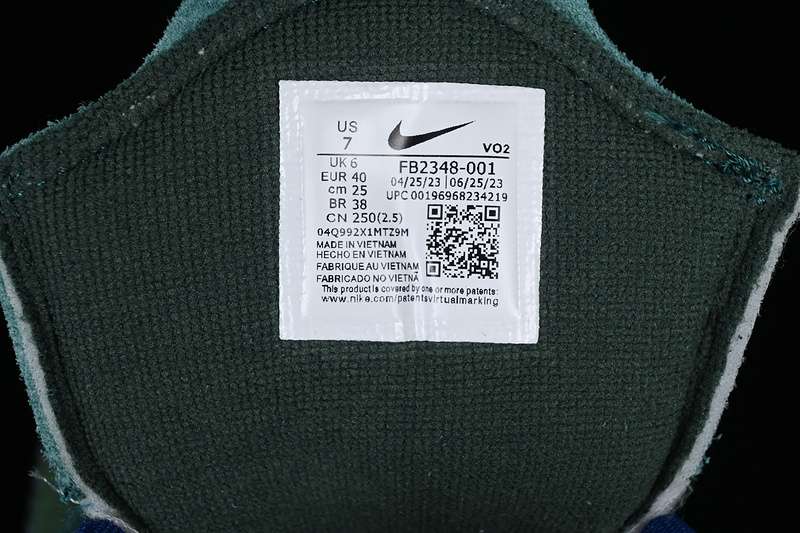 US
7
VO2
UK 6
EUR 40
cm 25
BR 38
CN 250(2.5)
FB2348-001
04/25/23 | 06/25/23
UPC 00196968234219
04Q992X1MTZ9M
MADE IN VIETNAM
HECHO EN VIETNAM
FABRIQUE AU VIETNAM
FABRICADO NO VIETNÃ
This product is covered by one or more patents:
www.nike.com/patentsvirtualmarking